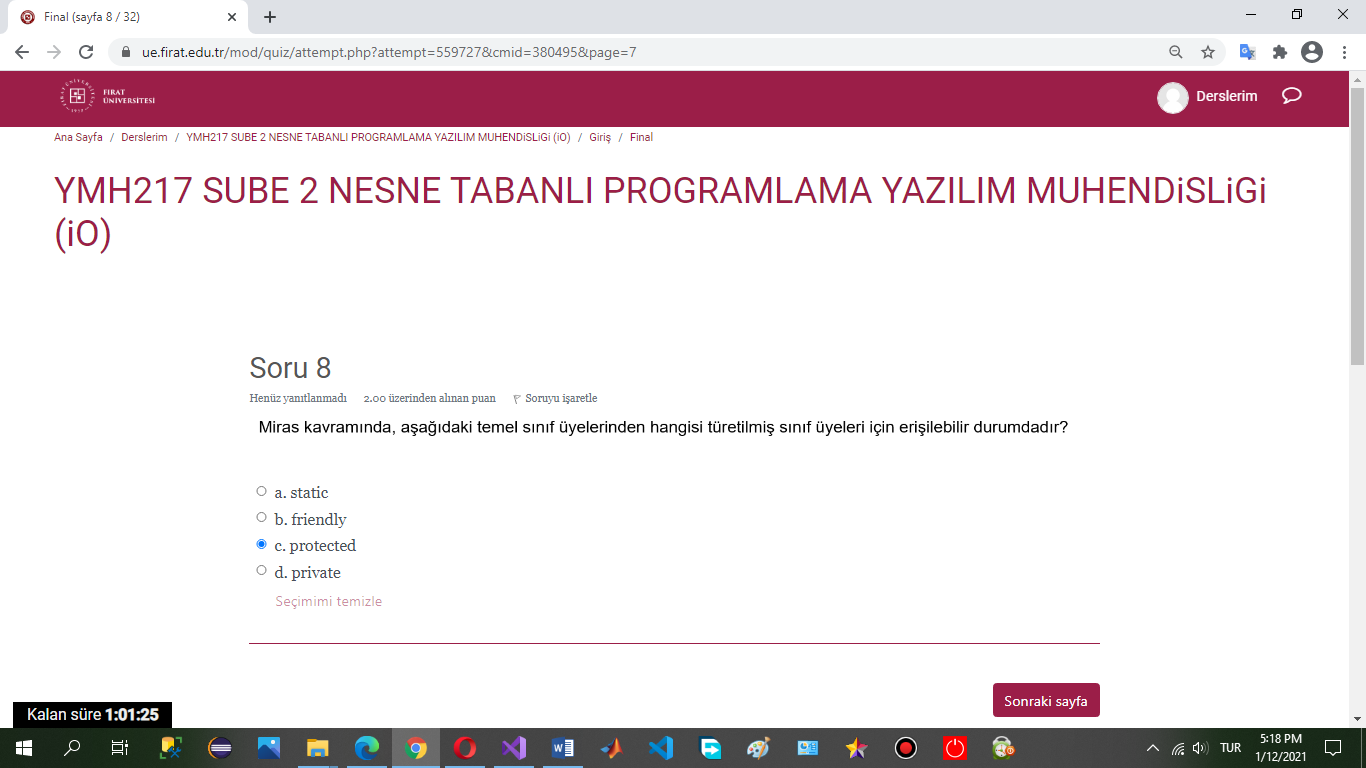 Final (sayfa 8 / 32)
ue.firat.edu.tr/mod/quiz/attempt.php?attempt=559727&cmid=380495&page=7
FIRAT
ÜNİVERSİTESİ
Derslerim
Ana Sayfa / Derslerim / YMH217 SUBE 2 NESNE TABANLI PROGRAMLAMA YAZILIM MUHENDiSLiGi (iO) / Giriş / Final
YMH217 SUBE 2 NESNE TABANLI PROGRAMLAMA YAZILIM MUHENDiSLiGi
(iO)
Soru 8
Henüz yanıtlanmadı 2.00 üzerinden alınan puan Soruyu işaretle
Miras kavramında, aşağıdaki temel sınıf üyelerinden hangisi türetilmiş sınıf üyeleri için erişilebilir durumdadır?
a. static
b. friendly
c. protected
d. private
Seçimimi temizle
Sonraki sayfa
Kalan süre 1:01:25
TUR
5:18 PM
1/12/2021